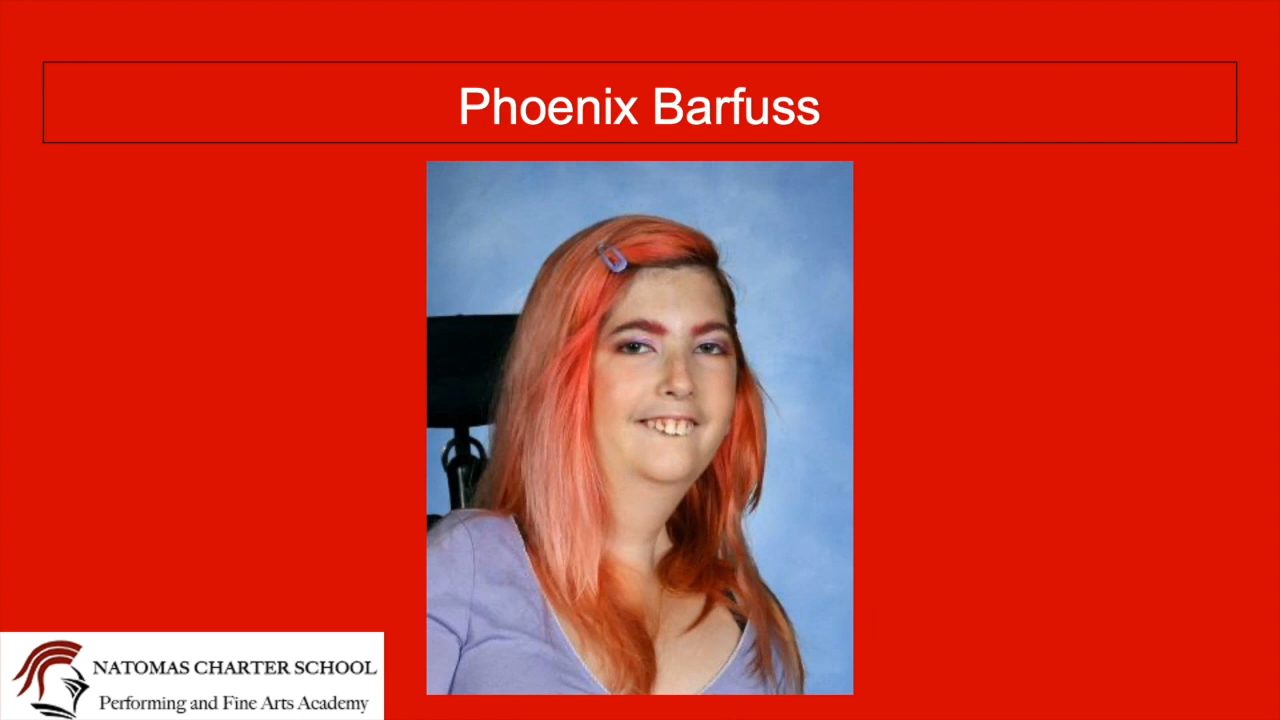 Phoenix Barfuss
NATOMAS CHARTER SCHOOL
Performing and Fine Arts Academy